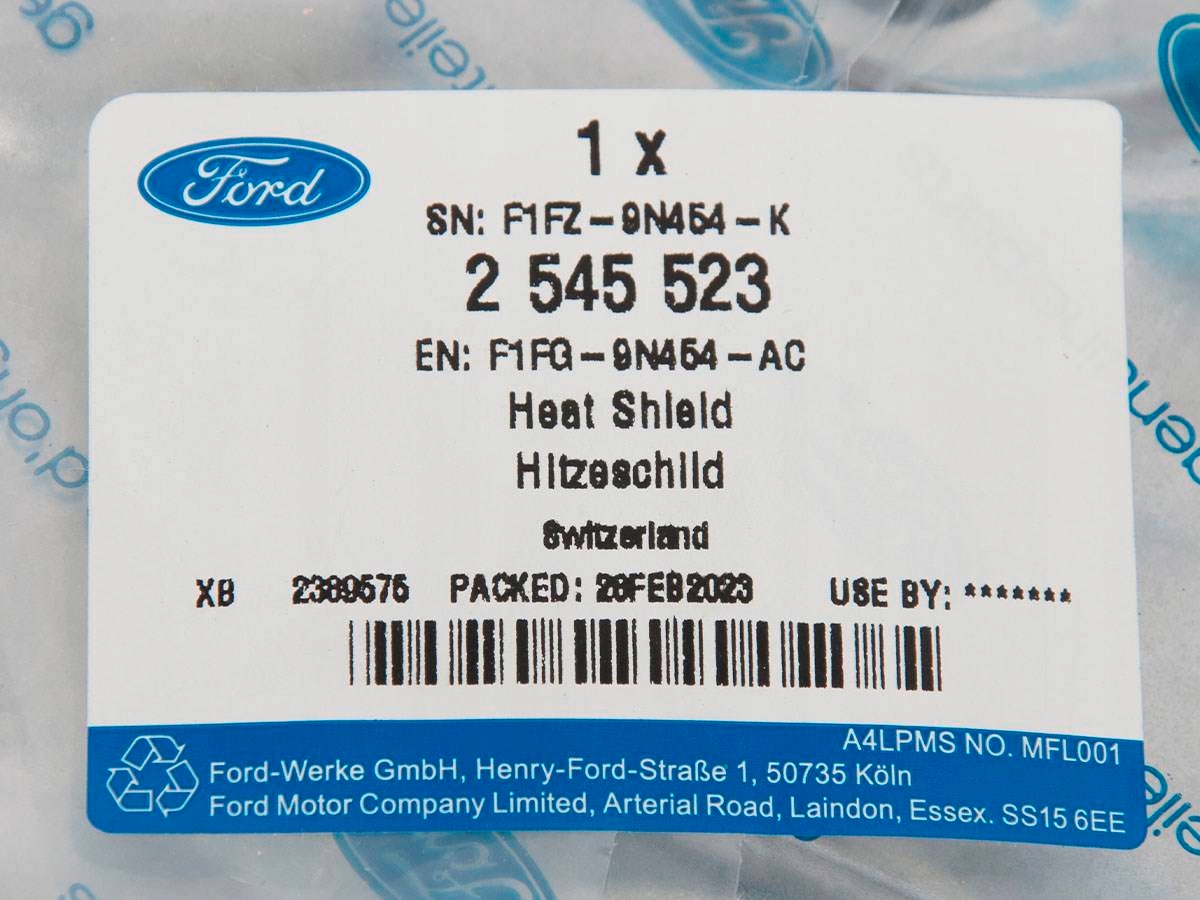 Ford
1 x
SN: F1FZ-9N454-K
2 545 523
EN: F1FG-9N454-AC
Heat Shield
Hitzeschild
Switzerland
XB 2389575 PACKED: 28FEB2023 USE BY: *******
A4LPMS NO. MFL001
Ford-Werke GmbH, Henry-Ford-Straße 1, 50735 Köln
Ford Motor Company Limited, Arterial Road, Laindon, Essex. SS15 6EE